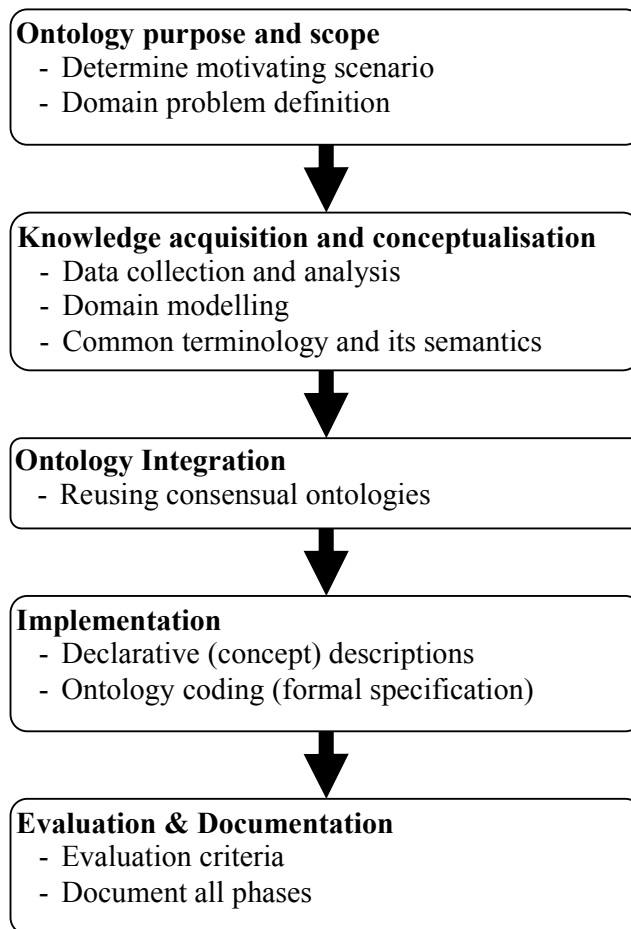 Ontology purpose and scope
- Determine motivating scenario
- Domain problem definition
Knowledge acquisition and conceptualisation
- Data collection and analysis
- Domain modelling
- Common terminology and its semantics
Ontology Integration
- Reusing consensual ontologies
Implementation
- Declarative (concept) descriptions
- Ontology coding (formal specification)
Evaluation & Documentation
- Evaluation criteria
- Document all phases